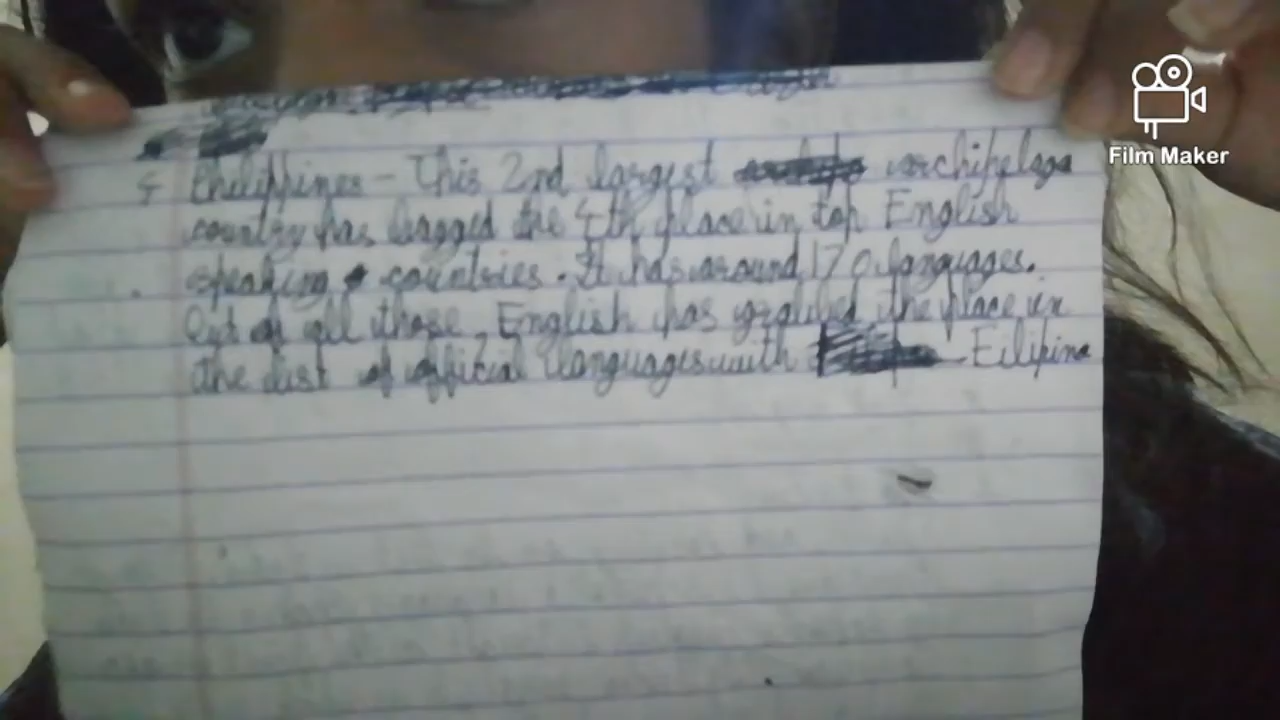 Film Maker
4 Philippines - This 2nd largest archipelago
country has bagged the 4th place in top English
speaking countries. It has around 170 languages.
Out of all those, English has grabbed the place in
the list of official languages with Filipino